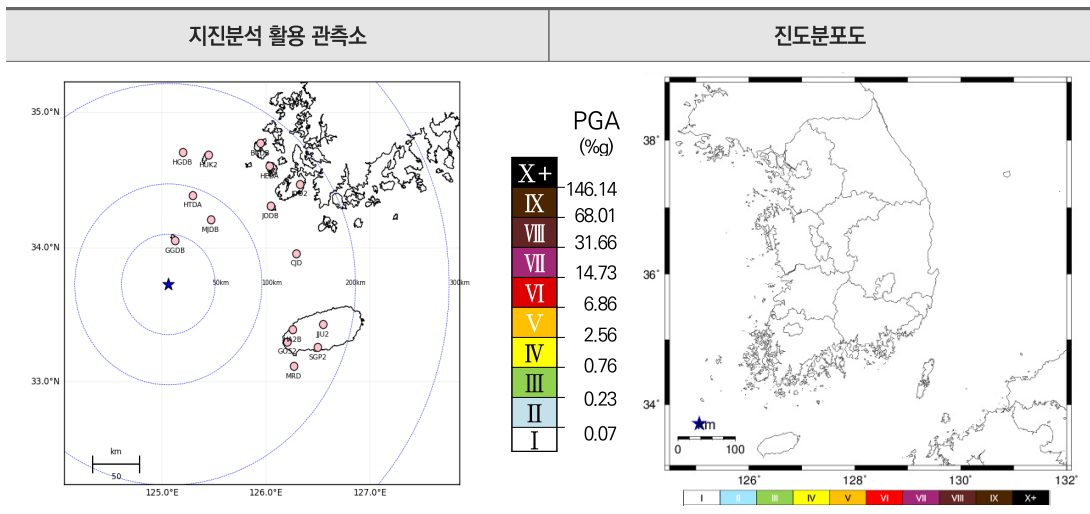 지진분석 활용 관측소
진도분포도
35.0°N
34.0°N
33.0°N
125.0°E
126.0°E
127.0°E
HGDB
HUK2
HTDA
MJDB
GGDB
JODB
CJD
JJU2
SGP2
MRD
50km
100km
200km
300km
km
50
PGA
(%g)
X+
IX
VIII
VII
VI
V
IV
III
II
I
146.14
68.01
31.66
14.73
6.86
2.56
0.76
0.23
0.07
38°
36°
34°
126°
128°
130°
132°
0
100
I
II
III
IV
V
VI
VII
VIII
IX
X+